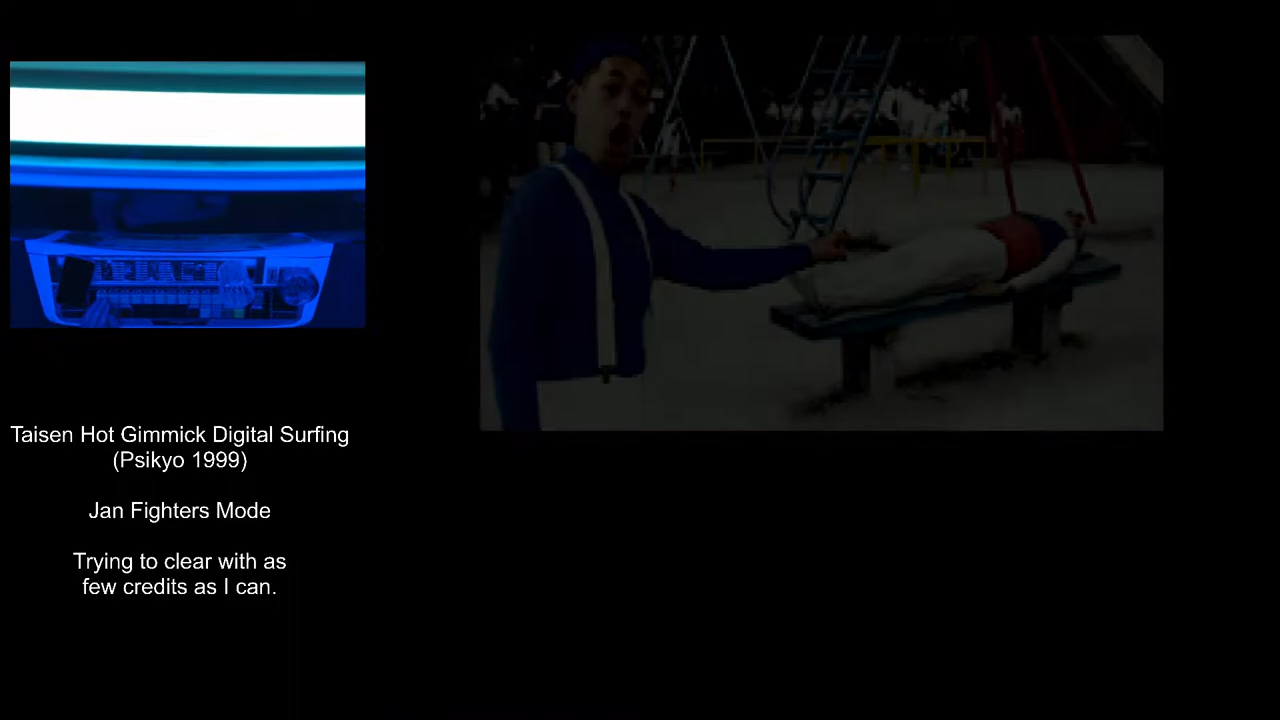 Taisen Hot Gimmick Digital Surfing
(Psikyo 1999)
Jan Fighters Mode
Trying to clear with as
few credits as I can.